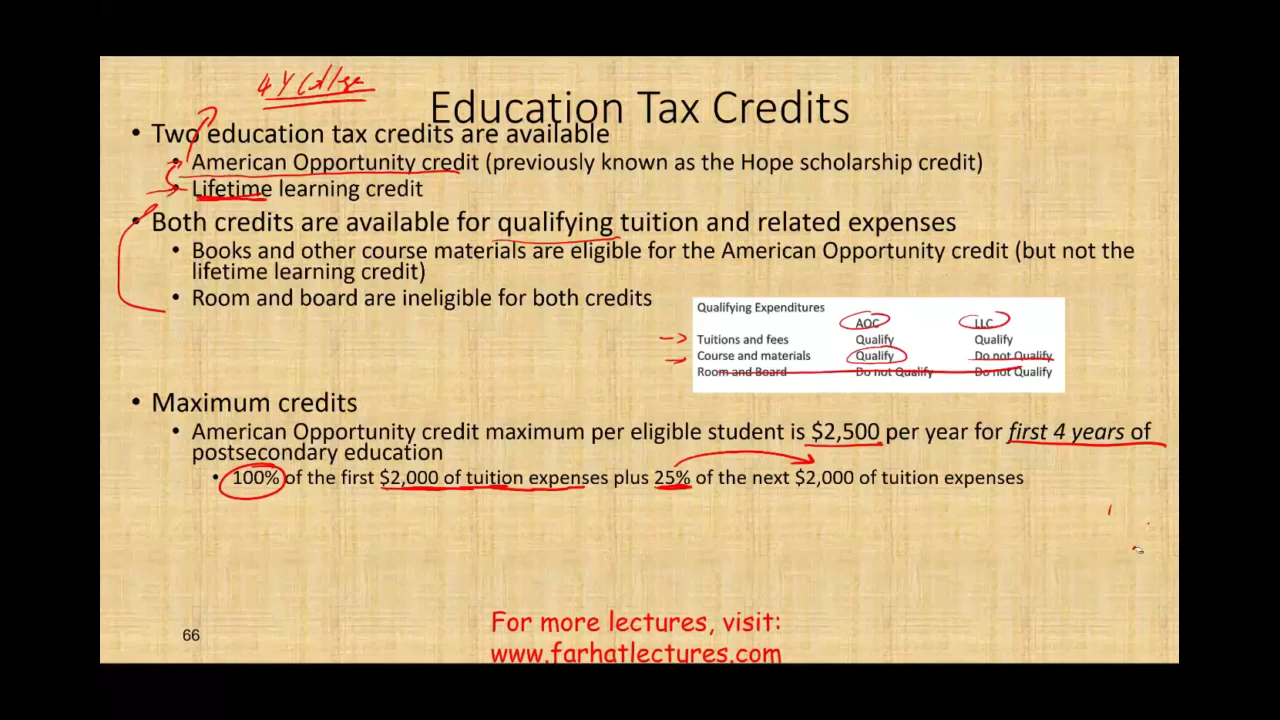 4 Y College
Education Tax Credits
• Two education tax credits are available
• American Opportunity credit (previously known as the Hope scholarship credit)
• Lifetime learning credit
• Both credits are available for qualifying tuition and related expenses
• Books and other course materials are eligible for the American Opportunity credit (but not the
lifetime learning credit)
• Room and board are ineligible for both credits
Qualifying Expenditures
AOC LLC
Tuitions and fees Qualify Qualify
Course and materials Qualify Do not Qualify
Room and Board Do not Qualify Do not Qualify
• Maximum credits
• American Opportunity credit maximum per eligible student is $2,500 per year for first 4 years of
postsecondary education
• 100% of the first $2,000 of tuition expenses plus 25% of the next $2,000 of tuition expenses
For more lectures, visit:
www.farhatlectures.com
66